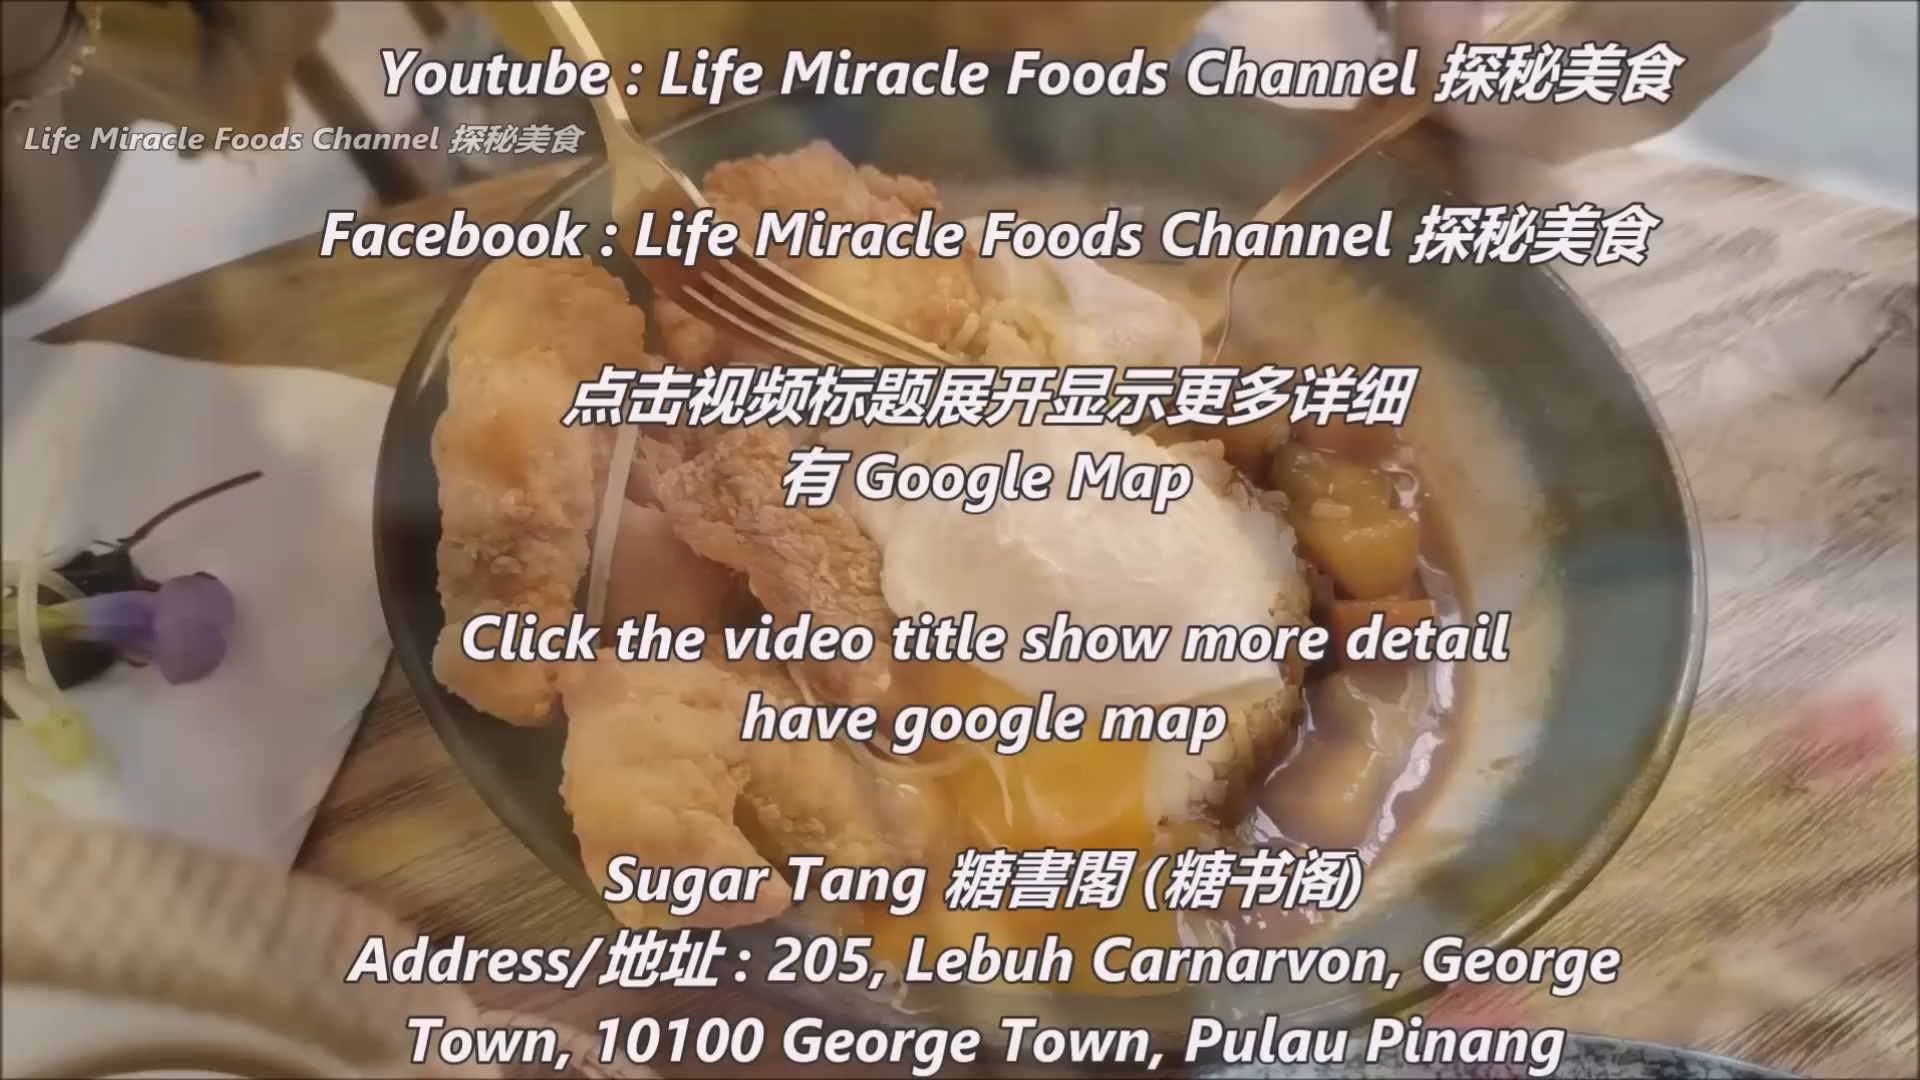 Youtube : Life Miracle Foods Channel 探秘美食
Life Miracle Foods Channel 探秘美食
Facebook : Life Miracle Foods Channel 探秘美食
点击视频标题展开显示更多详细
有 Google Map
Click the video title show more detail
have google map
Sugar Tang 糖書閣 (糖书阁)
Address/地址 : 205, Lebuh Carnarvon, George
Town, 10100 George Town, Pulau Pinang